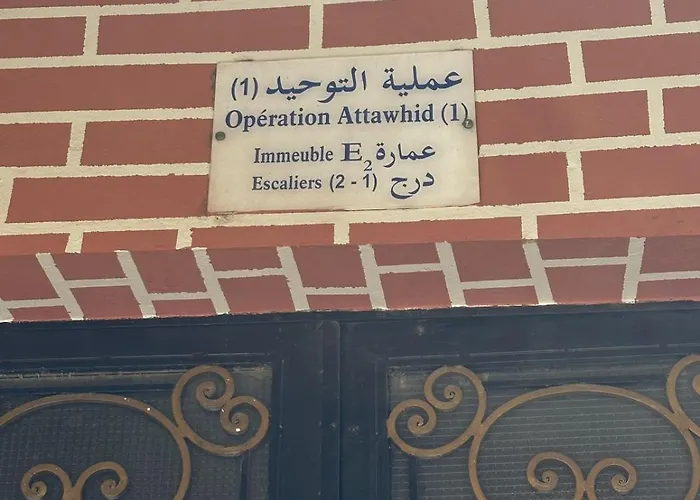 عملية التوحيد (1)
Opération Attawhid (1)
Immeuble E₂ عمارة
Escaliers (2 - 1) درج